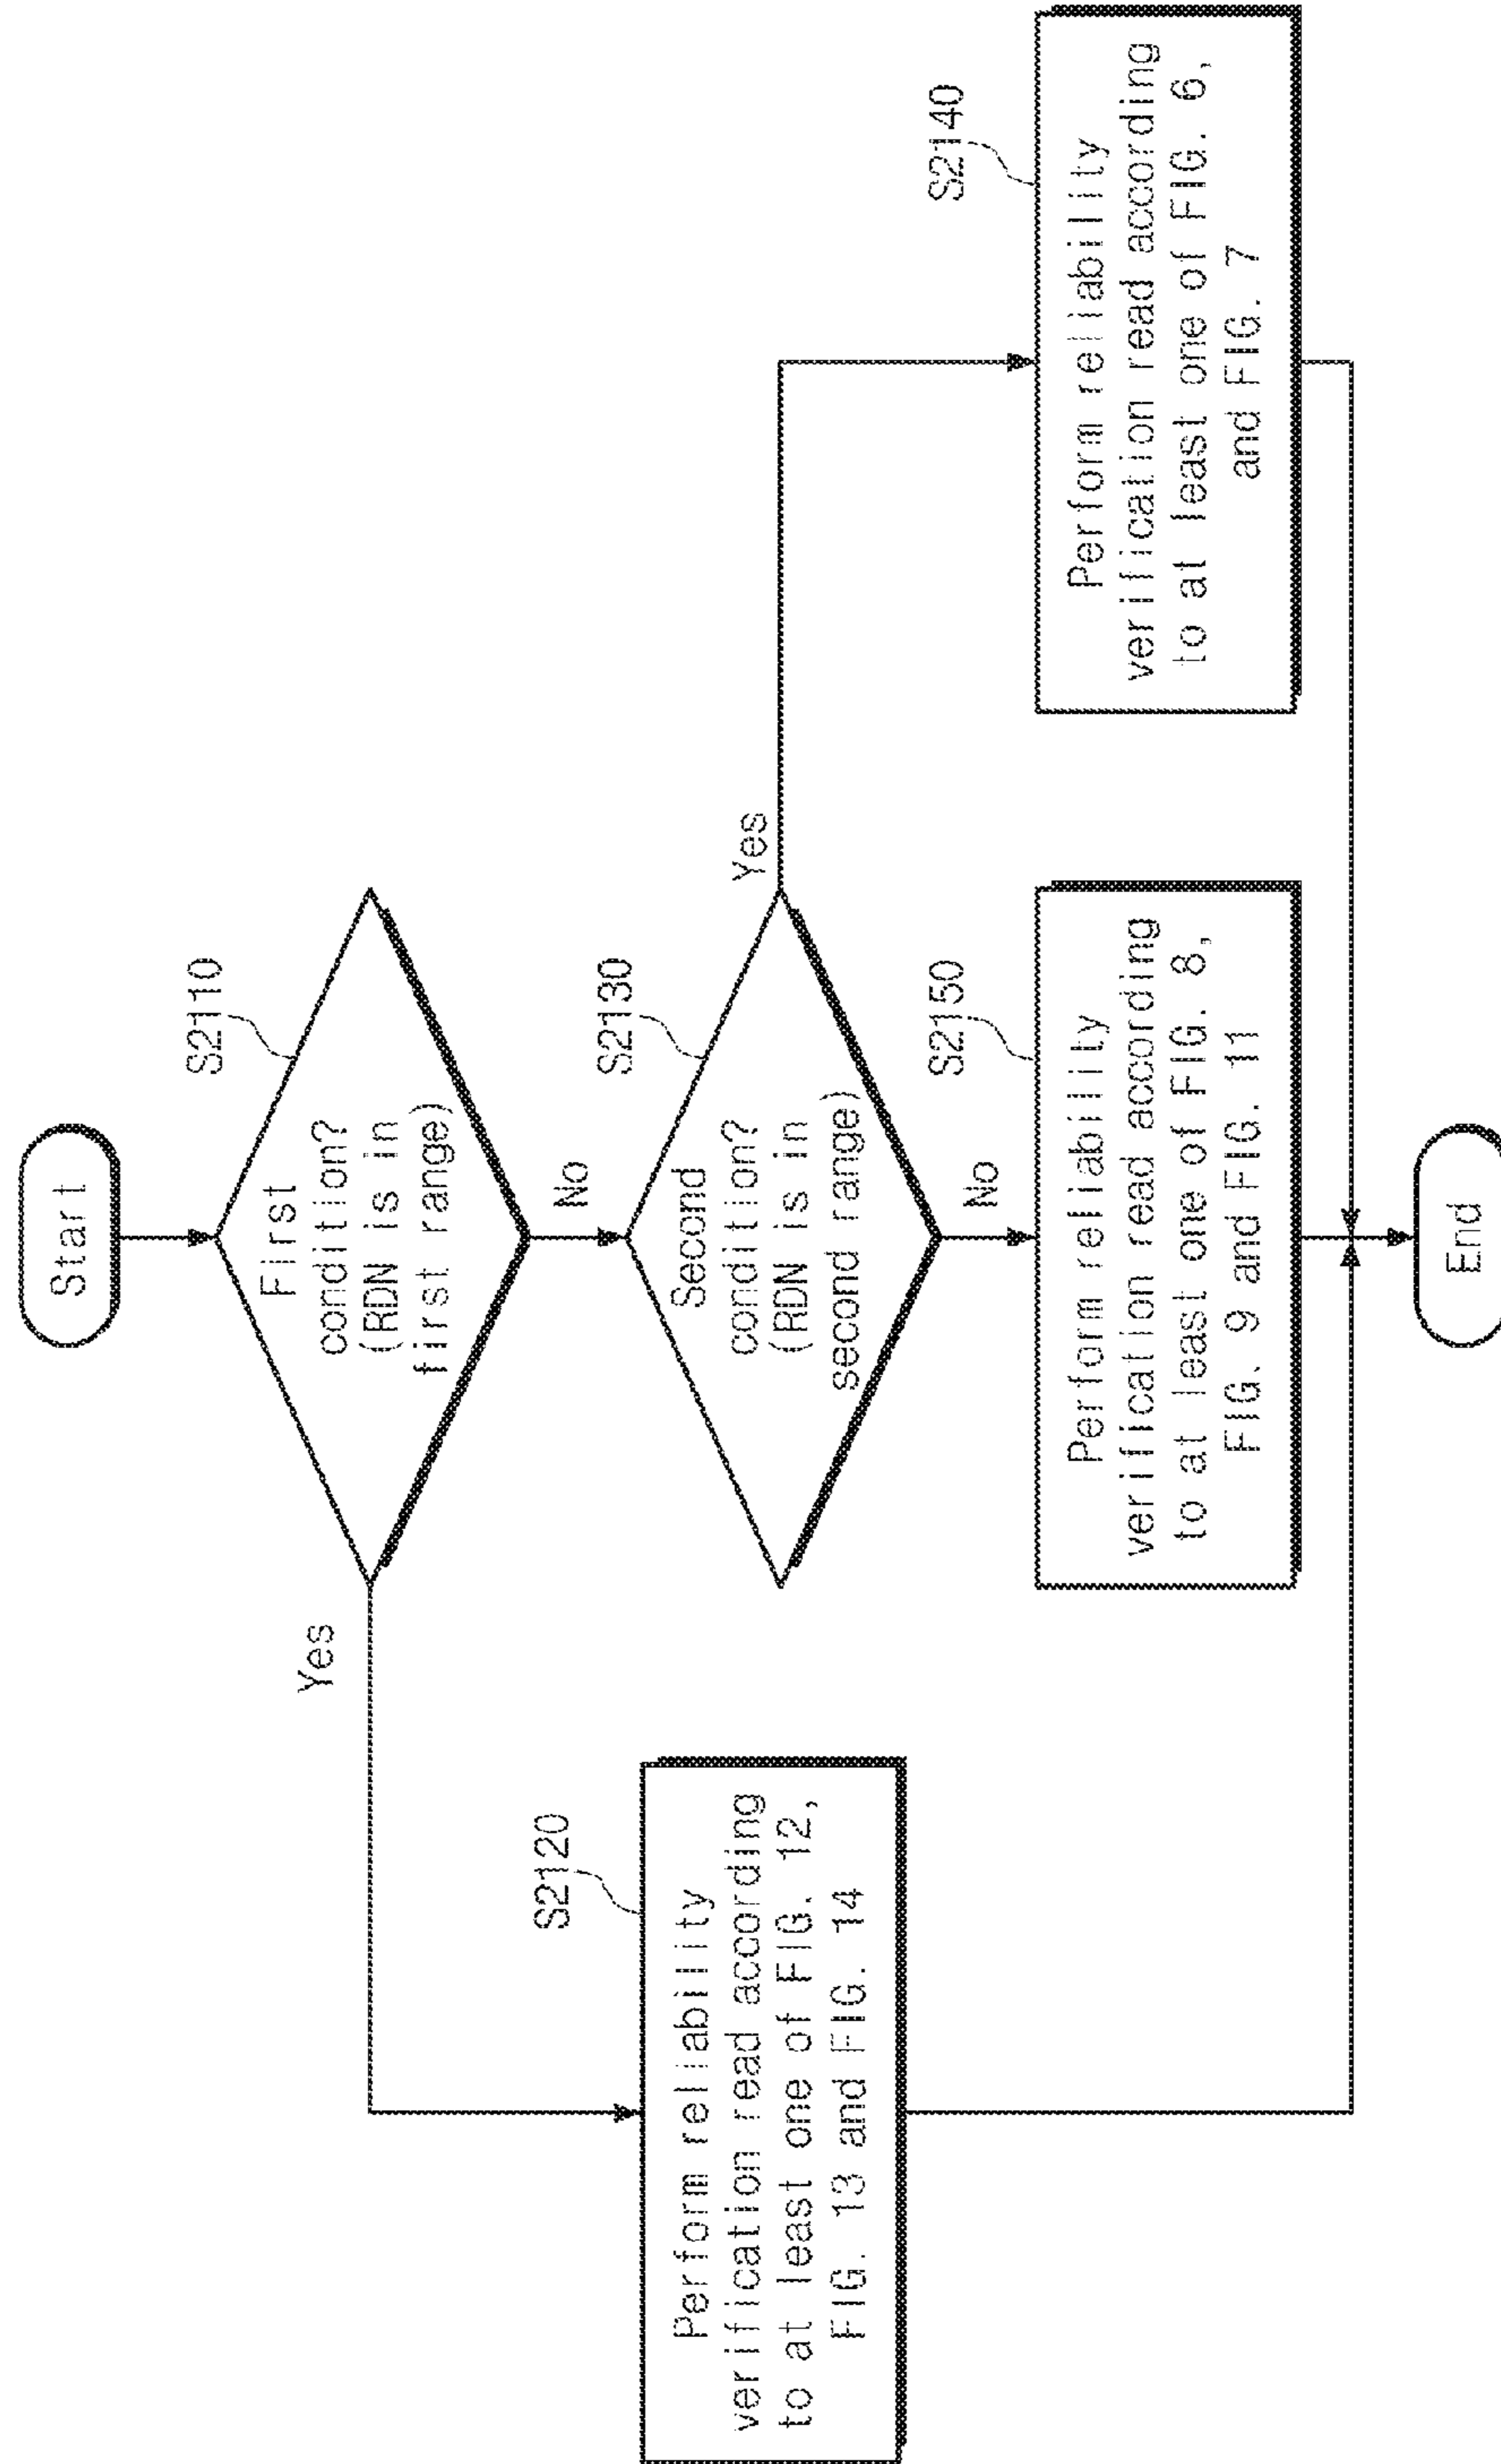 Start
S2110
First
condition?
(RDN is in
first range)
Yes
No
S2120
Perform reliability
verification read according
to at least one of FIG. 12,
FIG. 13 and FIG. 14
S2130
Second
condition?
(RDN is in
second range)
Yes
No
S2150
Perform reliability
verification read according
to at least one of FIG. 8,
FIG. 9 and FIG. 11
S2140
Perform reliability
verification read according
to at least one of FIG. 6,
and FIG. 7
End